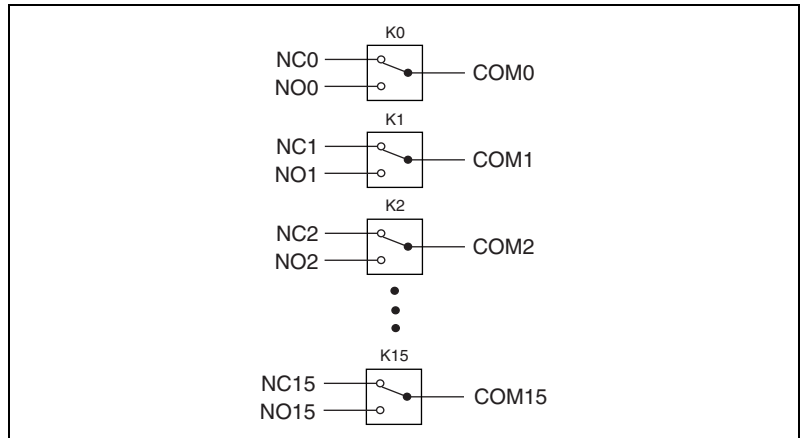 K0
NC0 COM0
NO0
K1
NC1 COM1
NO1
K2
NC2 COM2
NO2
K15
NC15 COM15
NO15